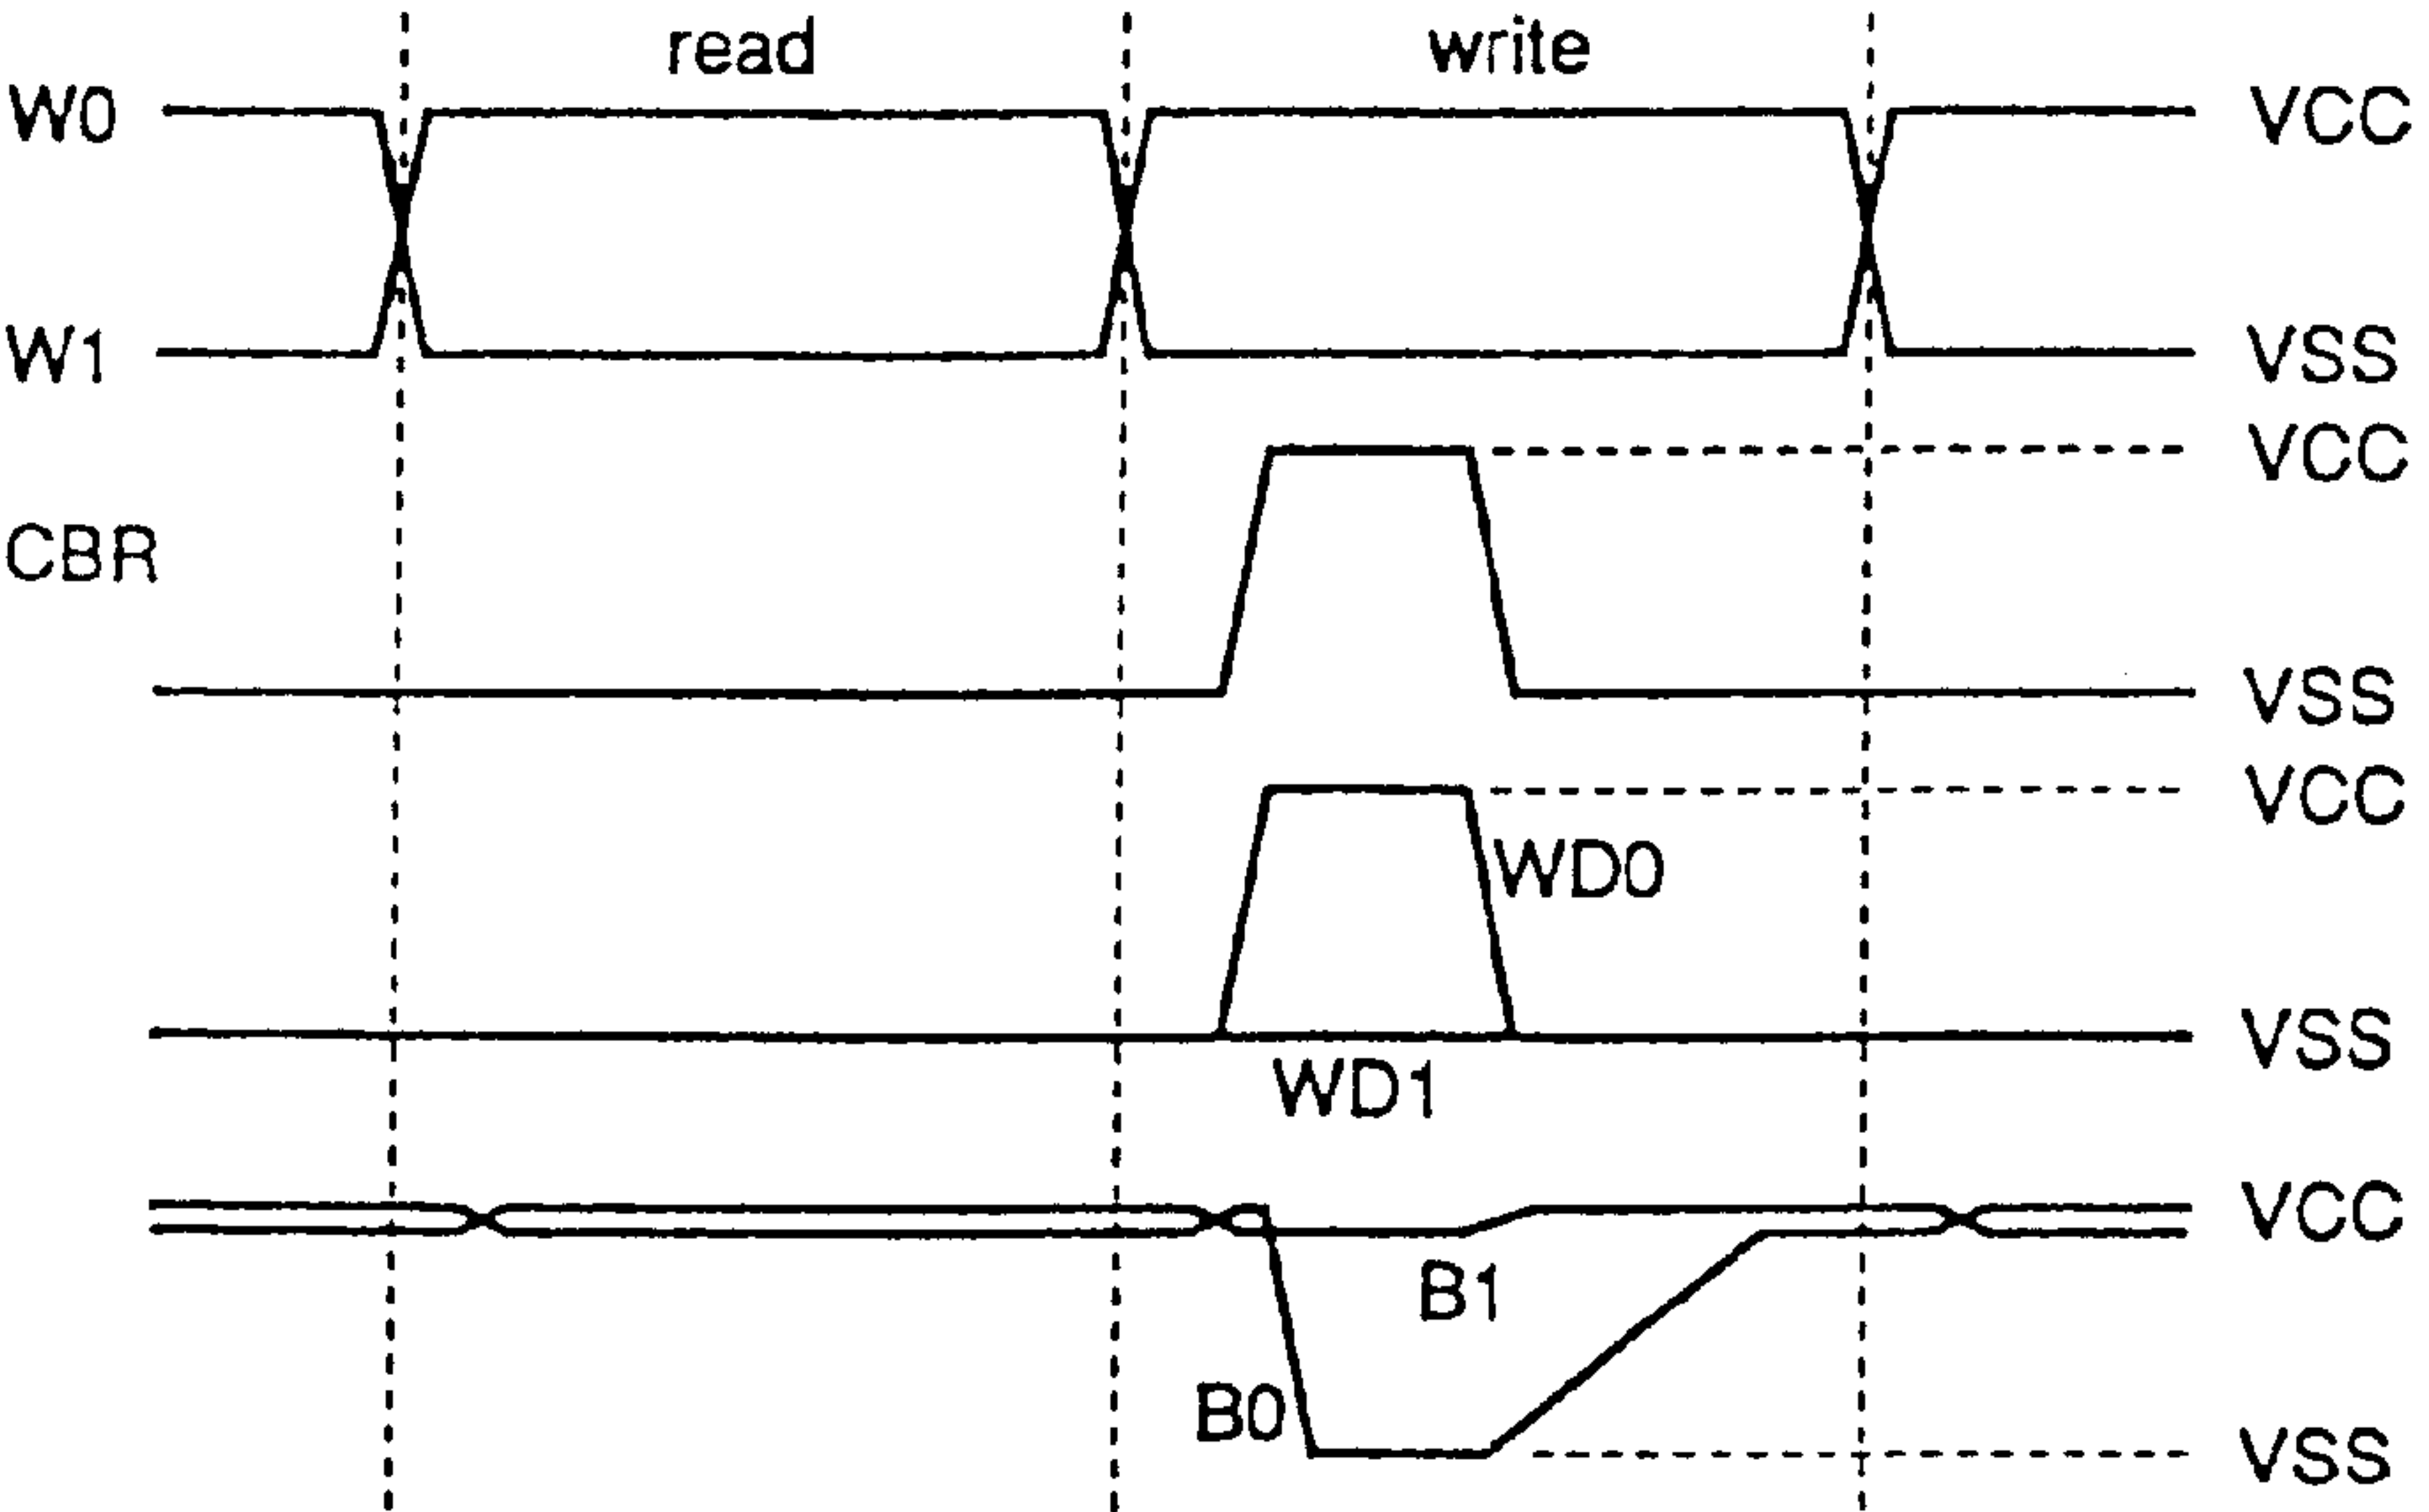 read write
W0 VCC
W1 VSS
VCC
CBR
VSS
VCC
WD0
VSS
WD1
VCC
B1
B0
VSS